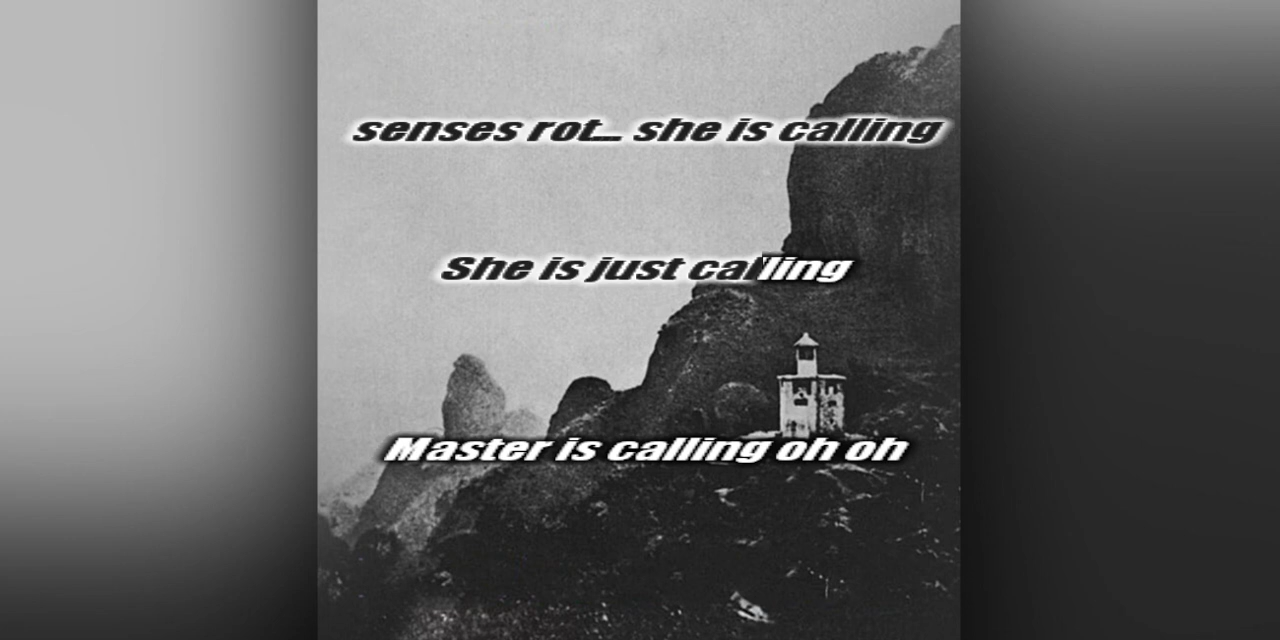 senses rot... she is calling
She is just calling
Master is calling oh oh